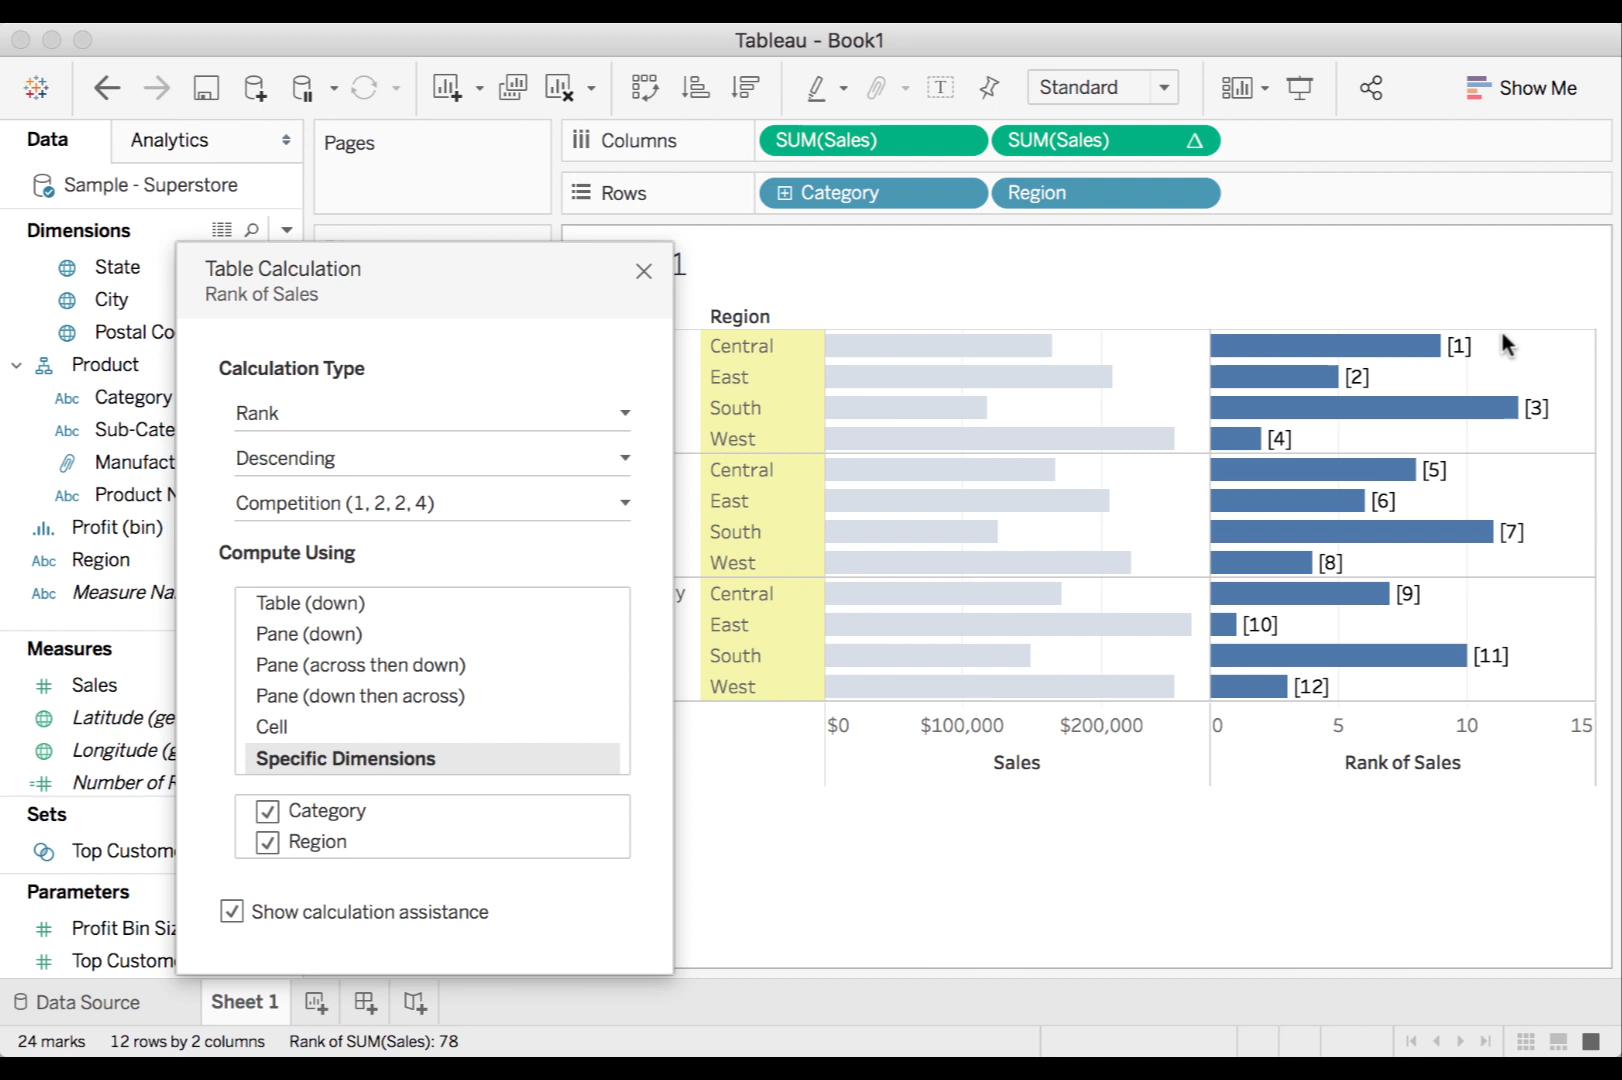 Tableau - Book1
Standard
Show Me
Data
Analytics
Pages
Columns
SUM(Sales)
SUM(Sales)
Sample - Superstore
Rows
Category
Region
Dimensions
State
City
Postal Co
Product
Category
Sub-Cate
Manufact
Product N
Profit (bin)
Abc Region
Abc Measure Na
Measures
Sales
Latitude (ge
Longitude (g
Number of R
Sets
Top Custom
Parameters
Profit Bin Siz
Top Custom
Table Calculation
Rank of Sales
Calculation Type
Rank
Descending
Competition (1, 2, 2, 4)
Compute Using
Table (down)
Pane (down)
Pane (across then down)
Pane (down then across)
Cell
Specific Dimensions
Category
Region
Show calculation assistance
1
Region
Central [1]
East [2]
South [3]
West [4]
Central [5]
East [6]
South [7]
West [8]
y Central [9]
East [10]
South [11]
West [12]
$0 $100,000 $200,000 0 5 10 15
Sales Rank of Sales
Data Source Sheet 1
24 marks 12 rows by 2 columns Rank of SUM(Sales): 78